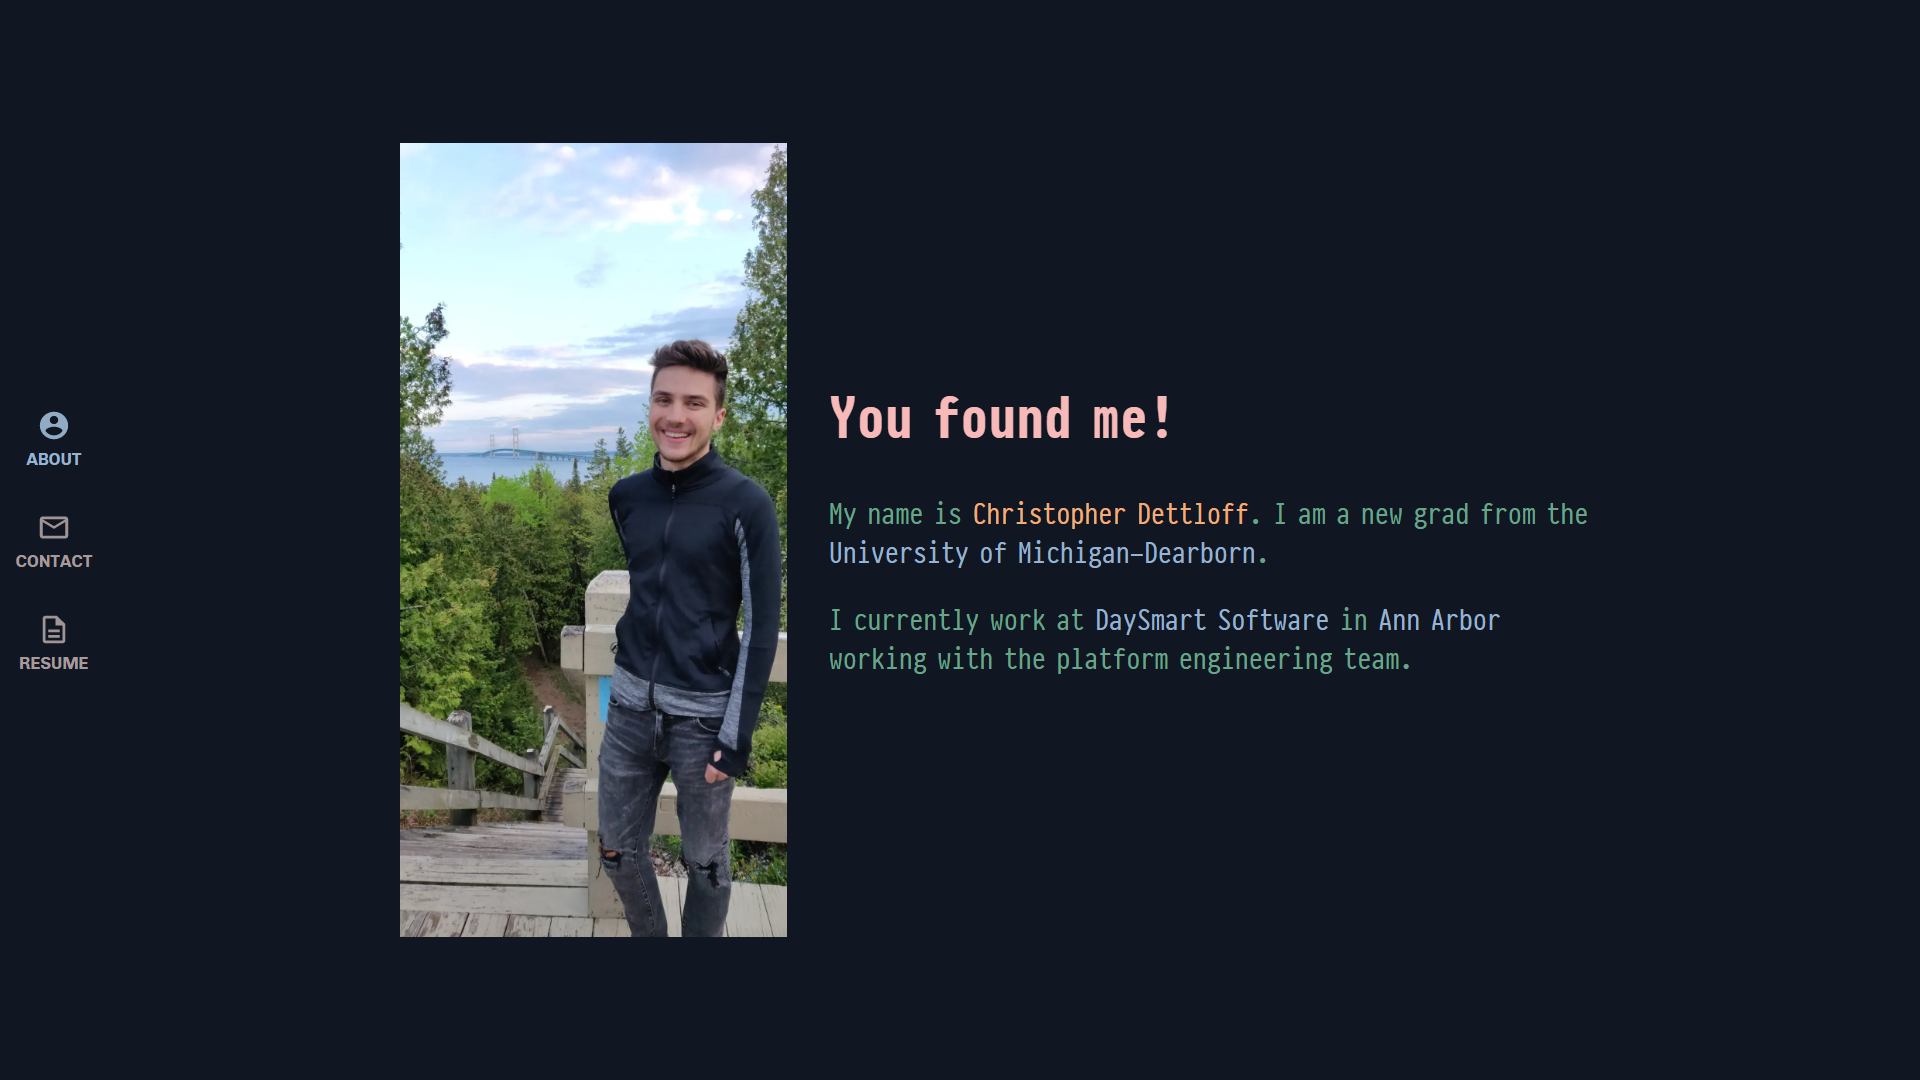 You found me!
ABOUT
My name is Christopher Dettloff. I am a new grad from the
University of Michigan–Dearborn.
CONTACT
I currently work at DaySmart Software in Ann Arbor
working with the platform engineering team.
RESUME